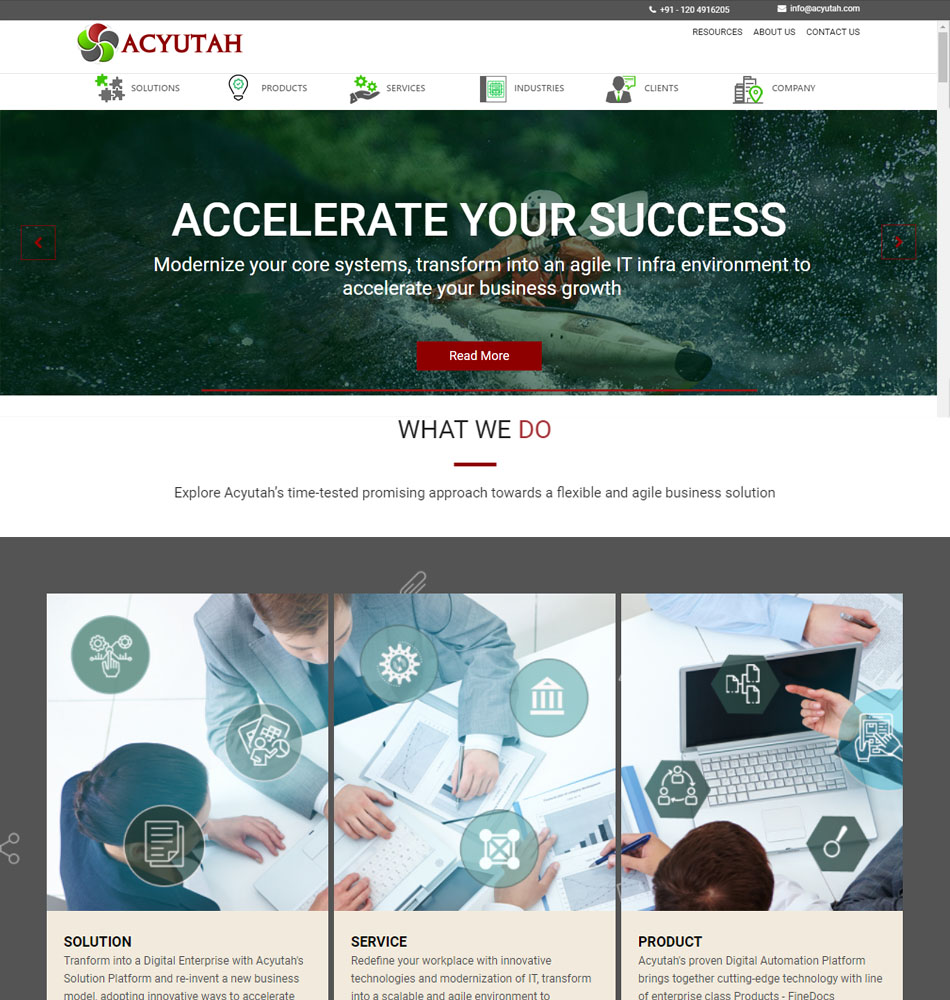 +91 - 120 4916205 info@acyutah.com
ACYUTAH
RESOURCES ABOUT US CONTACT US
SOLUTIONS PRODUCTS SERVICES INDUSTRIES CLIENTS COMPANY
ACCELERATE YOUR SUCCESS
Modernize your core systems, transform into an agile IT infra environment to
accelerate your business growth
Read More
WHAT WE DO
Explore Acyutah’s time-tested promising approach towards a flexible and agile business solution
SOLUTION
Tranform into a Digital Enterprise with Acyutah's
Solution Platform and re-invent a new business
model, adopting innovative ways to accelerate
SERVICE
Redefine your workplace with innovative
technologies and modernization of IT, transform
into a scalable and agile environment to
PRODUCT
Acyutah's proven Digital Automation Platform
brings together cutting-edge technology with line
of enterprise class Products - FineDocs